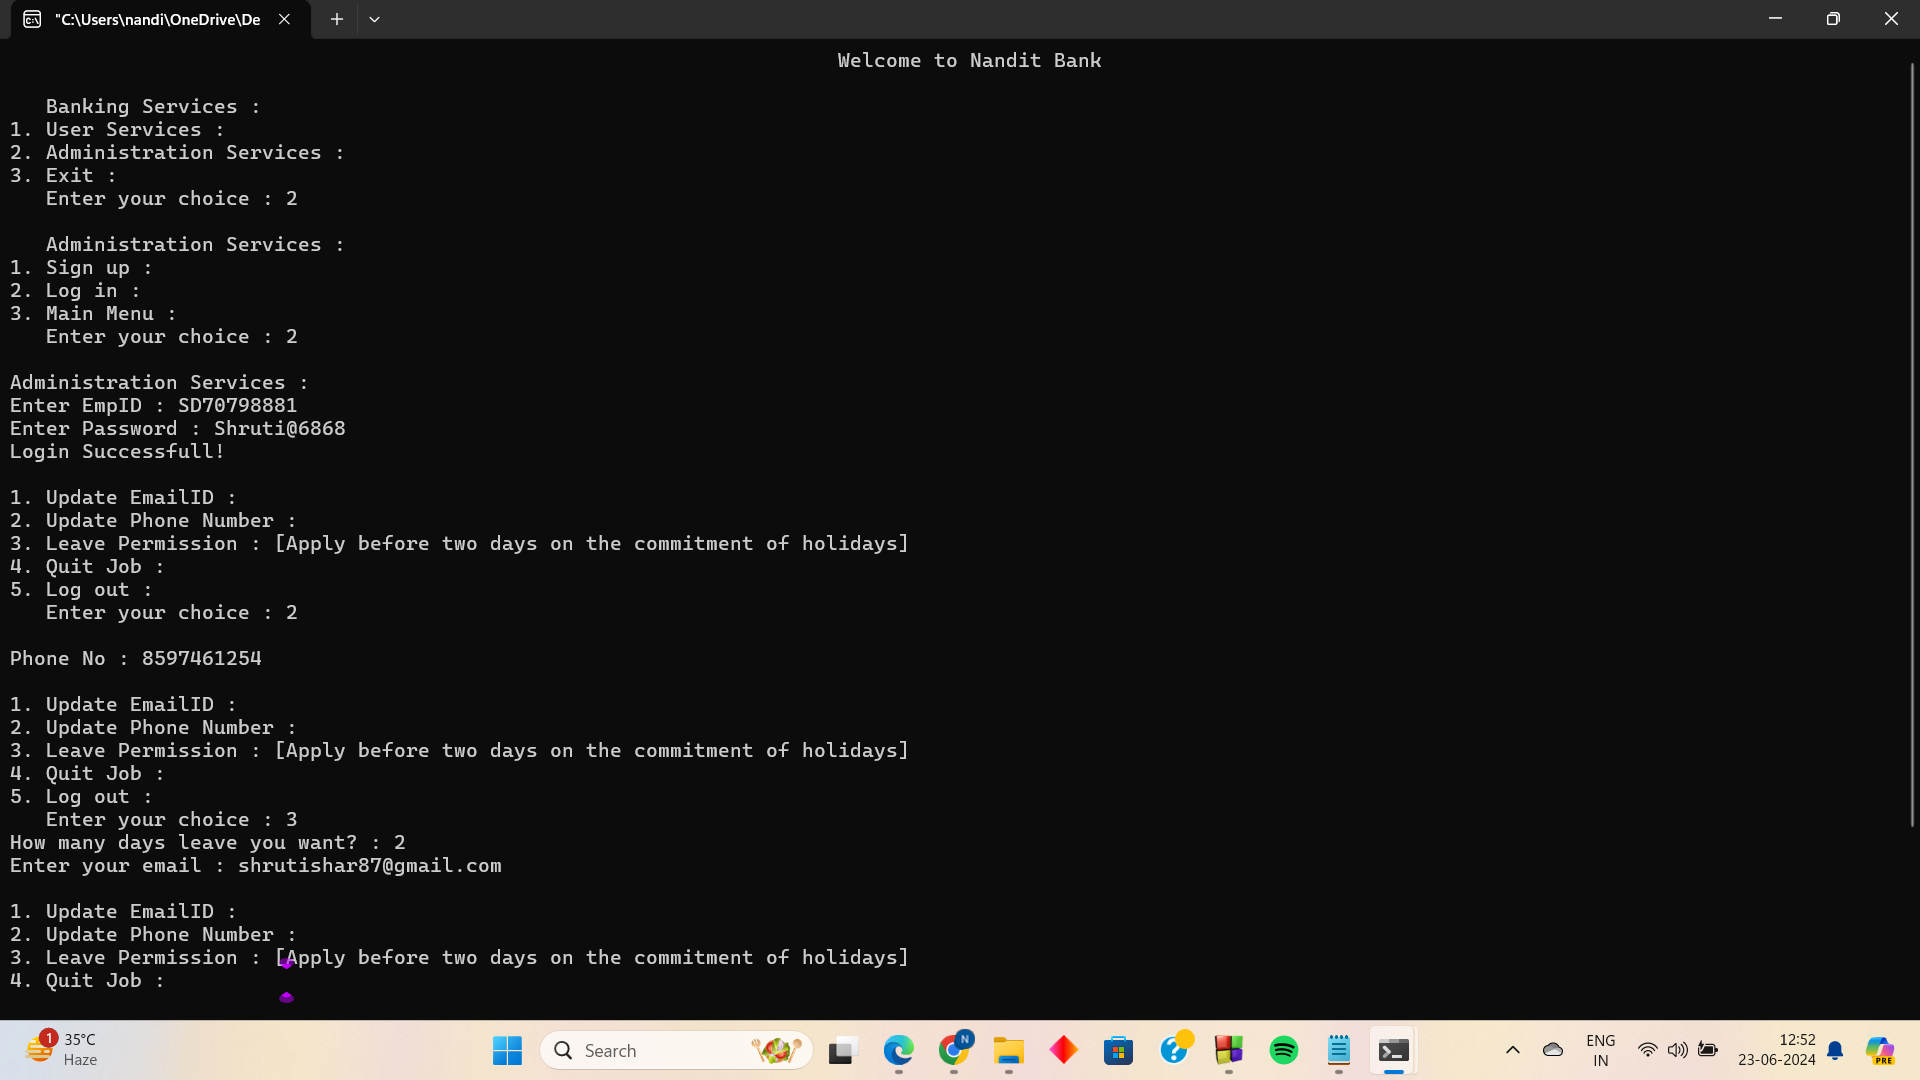 "C:\Users\nandi\OneDrive\De
Welcome to Nandit Bank
Banking Services :
1. User Services :
2. Administration Services :
3. Exit :
Enter your choice : 2
Administration Services :
1. Sign up :
2. Log in :
3. Main Menu :
Enter your choice : 2
Administration Services :
Enter EmpID : SD70798881
Enter Password : Shruti@6868
Login Successfull!
1. Update EmailID :
2. Update Phone Number :
3. Leave Permission : [Apply before two days on the commitment of holidays]
4. Quit Job :
5. Log out :
Enter your choice : 2
Phone No : 8597461254
1. Update EmailID :
2. Update Phone Number :
3. Leave Permission : [Apply before two days on the commitment of holidays]
4. Quit Job :
5. Log out :
Enter your choice : 3
How many days leave you want? : 2
Enter your email : shrutishar87@gmail.com
1. Update EmailID :
2. Update Phone Number :
3. Leave Permission : [Apply before two days on the commitment of holidays]
4. Quit Job :
1
35°C
Haze
Search
N
ENG
IN
12:52
23-06-2024
PRE